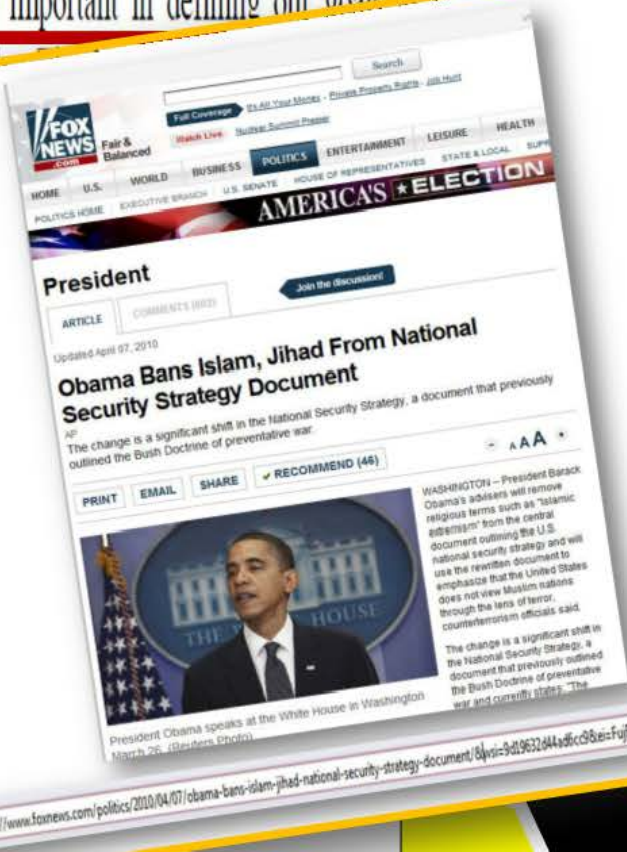 important in defining our
Search
Full Coverage It's All Your Money - Private Property Rights - Job Hunt
Watch Live Nuclear Summit Presser
FOX
NEWS
.com
Fair &
Balanced
HOME U.S. WORLD BUSINESS POLITICS ENTERTAINMENT LEISURE HEALTH
POLITICS HOME EXECUTIVE BRANCH U.S. SENATE HOUSE OF REPRESENTATIVES STATE & LOCAL
AMERICA'S ELECTION
President
ARTICLE COMMENTS
Join the discussion!
Updated April 07, 2010
Obama Bans Islam, Jihad From National
Security Strategy Document
AP
The change is a significant shift in the National Security Strategy, a document that previously
outlined the Bush Doctrine of preventative war.
PRINT EMAIL SHARE ✓ RECOMMEND (46) - A A A +
WASHINGTON – President Barack
Obama's advisers will remove
religious terms such as "Islamic
extremism" from the central
document outlining the U.S.
national security strategy and will
use the rewritten document to
emphasize that the United States
does not view Muslim nations
through the lens of terror,
counterterrorism officials said.
The change is a significant shift in
the National Security Strategy, a
document that previously outlined
the Bush Doctrine of preventative
war and currently states: "The
THE HOUSE
President Obama speaks at the White House in Washington
March 26. (Reuters Photo)
//www.foxnews.com/politics/2010/04/07/obama-bans-islam-jihad-national-security-strategy-document/